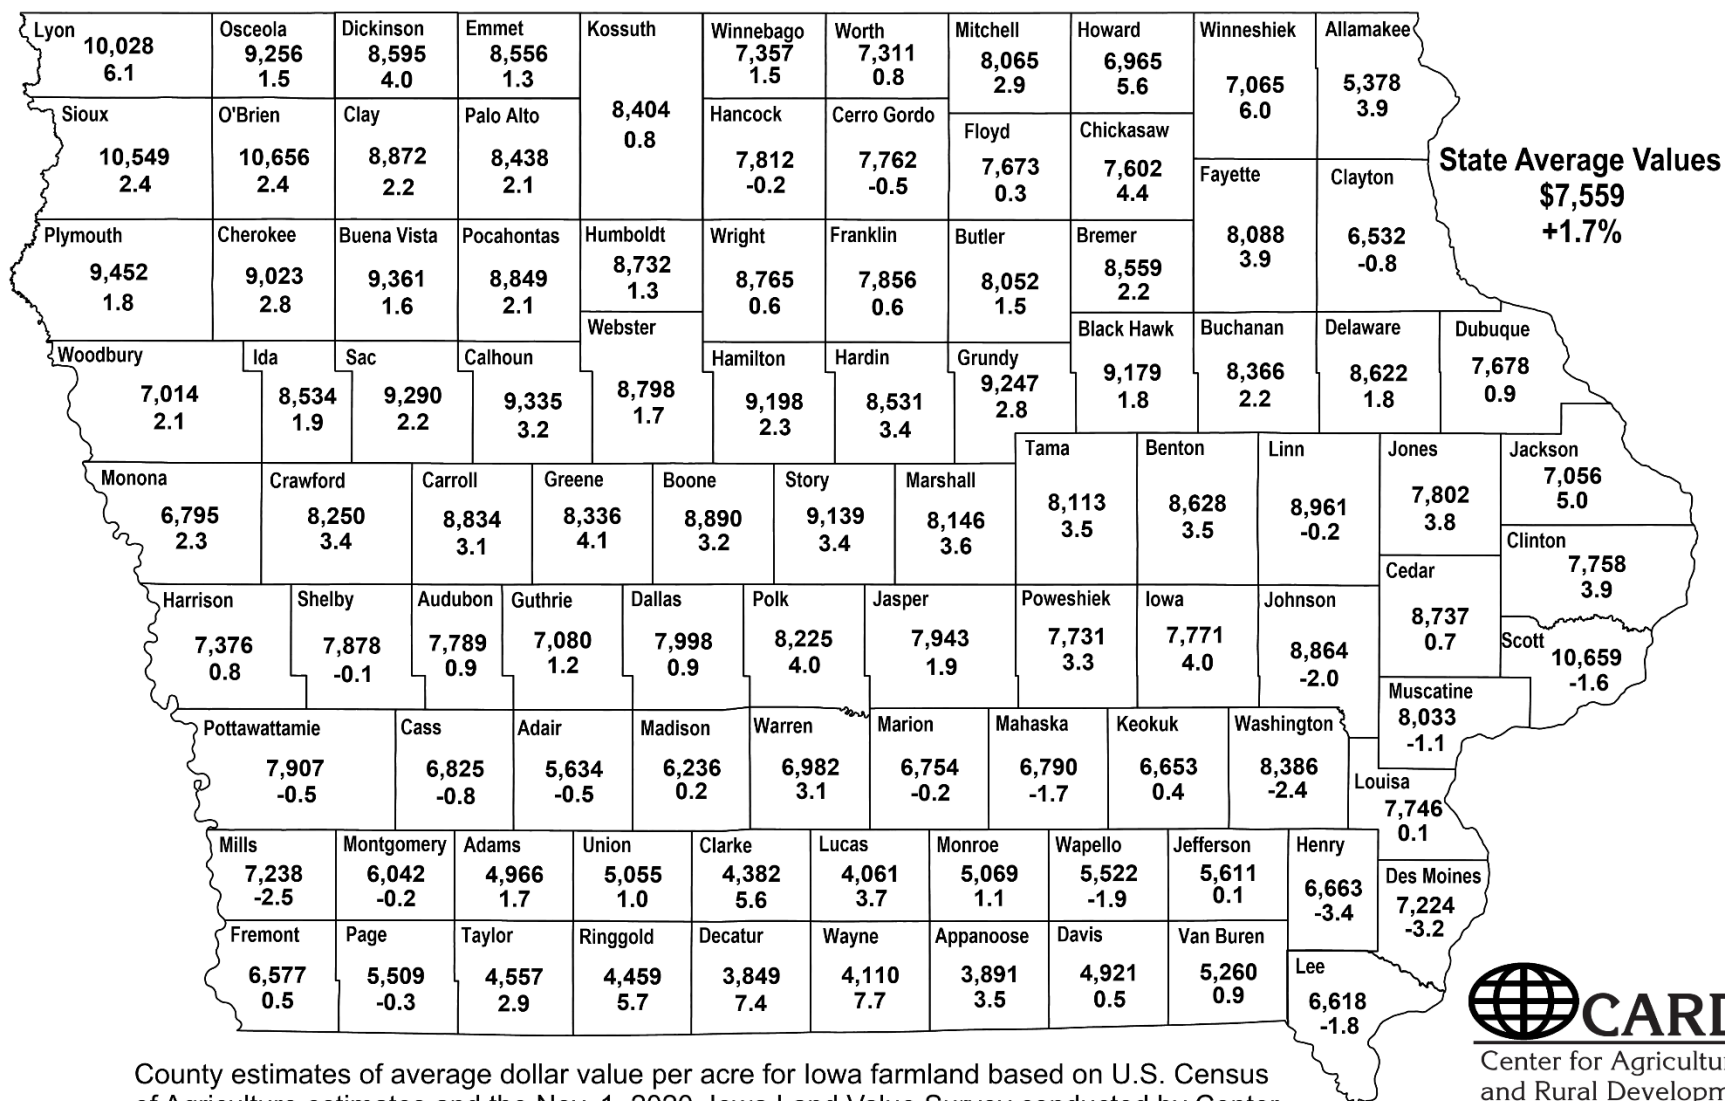 Lyon
10,028
6.1
Osceola
9,256
1.5
Dickinson
8,595
4.0
Emmet
8,556
1.3
Kossuth
8,404
0.8
Winnebago
7,357
1.5
Worth
7,311
0.8
Mitchell
8,065
2.9
Howard
6,965
5.6
Winneshiek
7,065
6.0
Allamakee
5,378
3.9
Sioux
10,549
2.4
O'Brien
10,656
2.4
Clay
8,872
2.2
Palo Alto
8,438
2.1
Hancock
7,812
-0.2
Cerro Gordo
7,762
-0.5
Floyd
7,673
0.3
Chickasaw
7,602
4.4
State Average Values
$7,559
+1.7%
Fayette
8,088
3.9
Clayton
6,532
-0.8
Plymouth
9,452
1.8
Cherokee
9,023
2.8
Buena Vista
9,361
1.6
Pocahontas
8,849
2.1
Humboldt
8,732
1.3
Wright
8,765
0.6
Franklin
7,856
0.6
Butler
8,052
1.5
Bremer
8,559
2.2
Webster
8,798
1.7
Black Hawk
9,179
1.8
Buchanan
8,366
2.2
Delaware
8,622
1.8
Dubuque
7,678
0.9
Woodbury
7,014
2.1
Ida
8,534
1.9
Sac
9,290
2.2
Calhoun
9,335
3.2
Hamilton
9,198
2.3
Hardin
8,531
3.4
Grundy
9,247
2.8
Tama
8,113
3.5
Benton
8,628
3.5
Linn
8,961
-0.2
Jones
7,802
3.8
Jackson
7,056
5.0
Monona
6,795
2.3
Crawford
8,250
3.4
Carroll
8,834
3.1
Greene
8,336
4.1
Boone
8,890
3.2
Story
9,139
3.4
Marshall
8,146
3.6
Clinton
7,758
3.9
Cedar
8,737
0.7
Harrison
7,376
0.8
Shelby
7,878
-0.1
Audubon
7,789
0.9
Guthrie
7,080
1.2
Dallas
7,998
0.9
Polk
8,225
4.0
Jasper
7,943
1.9
Poweshiek
7,731
3.3
Iowa
7,771
4.0
Johnson
8,864
-2.0
Scott
10,659
-1.6
Muscatine
8,033
-1.1
Pottawattamie
7,907
-0.5
Cass
6,825
-0.8
Adair
5,634
-0.5
Madison
6,236
0.2
Warren
6,982
3.1
Marion
6,754
-0.2
Mahaska
6,790
-1.7
Keokuk
6,653
0.4
Washington
8,386
-2.4
Louisa
7,746
0.1
Mills
7,238
-2.5
Montgomery
6,042
-0.2
Adams
4,966
1.7
Union
5,055
1.0
Clarke
4,382
5.6
Lucas
4,061
3.7
Monroe
5,069
1.1
Wapello
5,522
-1.9
Jefferson
5,611
0.1
Henry
6,663
-3.4
Des Moines
7,224
-3.2
Fremont
6,577
0.5
Page
5,509
-0.3
Taylor
4,557
2.9
Ringgold
4,459
5.7
Decatur
3,849
7.4
Wayne
4,110
7.7
Appanoose
3,891
3.5
Davis
4,921
0.5
Van Buren
5,260
0.9
Lee
6,618
-1.8
CARD
Center for Agricultur
and Rural Developm
County estimates of average dollar value per acre for Iowa farmland based on U.S. Census
of Agriculture estimates and the Nov. 1, 2020, Iowa Land Value Survey conducted by Center